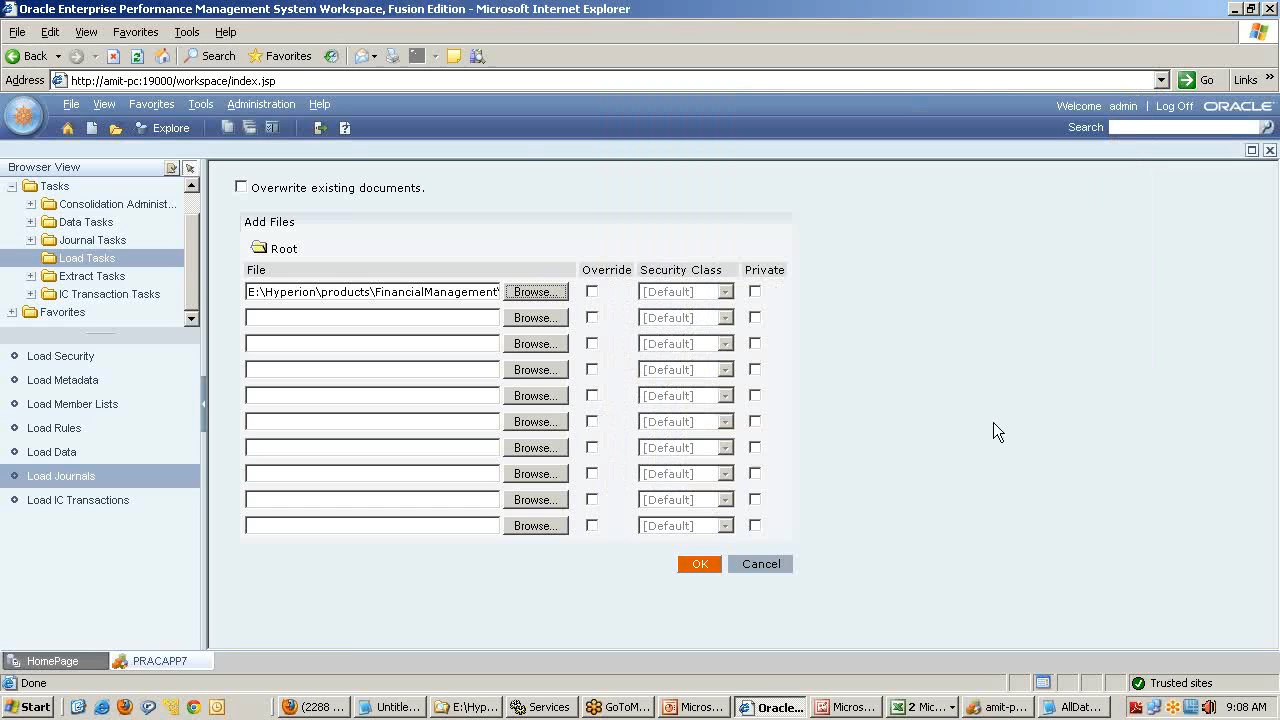 Oracle Enterprise Performance Management System Workspace, Fusion Edition - Microsoft Internet Explorer
File Edit View Favorites Tools Help
Back Search Favorites
Address http://amit-pc:19000/workspace/index.jsp Go Links »
File View Favorites Tools Administration Help Welcome admin | Log Off ORACLE
Explore Search
Browser View
Tasks
Consolidation Administ...
Data Tasks
Journal Tasks
Load Tasks
Extract Tasks
IC Transaction Tasks
Favorites
Load Security
Load Metadata
Load Member Lists
Load Rules
Load Data
Load Journals
Load IC Transactions
Overwrite existing documents.
Add Files
Root
File Override Security Class Private
E:\Hyperion\products\FinancialManagement\ Browse... [Default]
Browse... [Default]
Browse... [Default]
Browse... [Default]
Browse... [Default]
Browse... [Default]
Browse... [Default]
Browse... [Default]
Browse... [Default]
Browse... [Default]
OK Cancel
HomePage PRACAPP7
Done Trusted sites
Start (2288 ... Untitle... E:\Hyp... Services GoToM... Micros... Oracle... Micros... 2 Mic... amit-p... AllDat... 9:08 AM